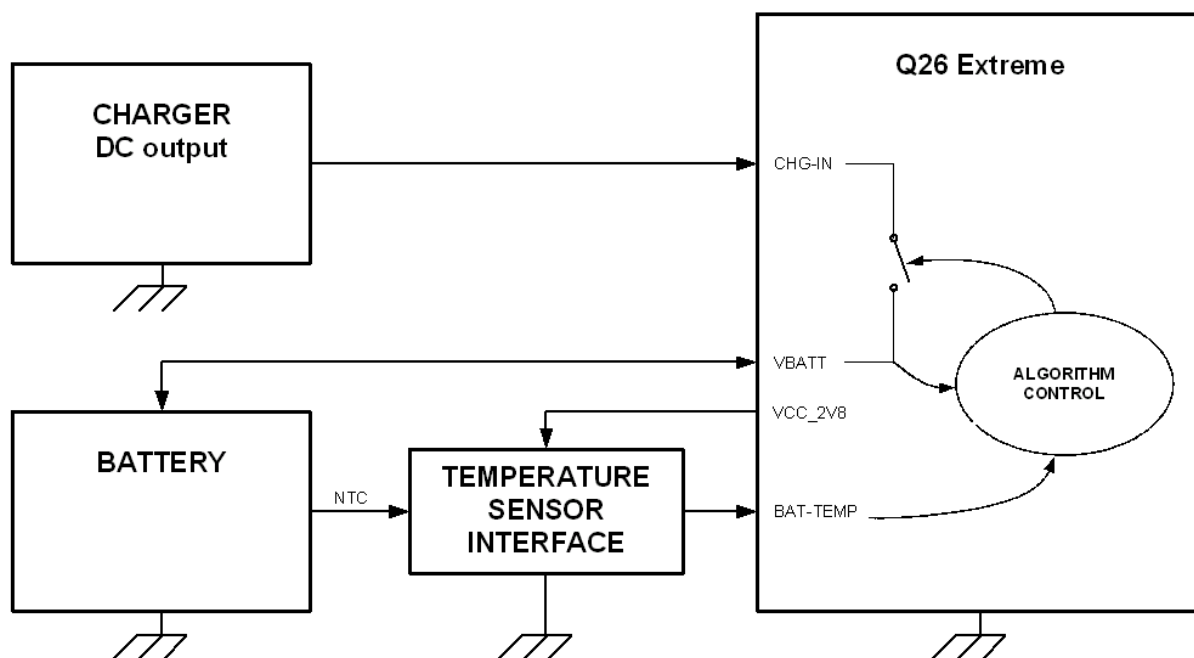 Q26 Extreme
CHARGER
DC output
CHG-IN
VBATT
ALGORITHM
CONTROL
VCC_2V8
BATTERY
TEMPERATURE
SENSOR
INTERFACE
NTC
BAT-TEMP